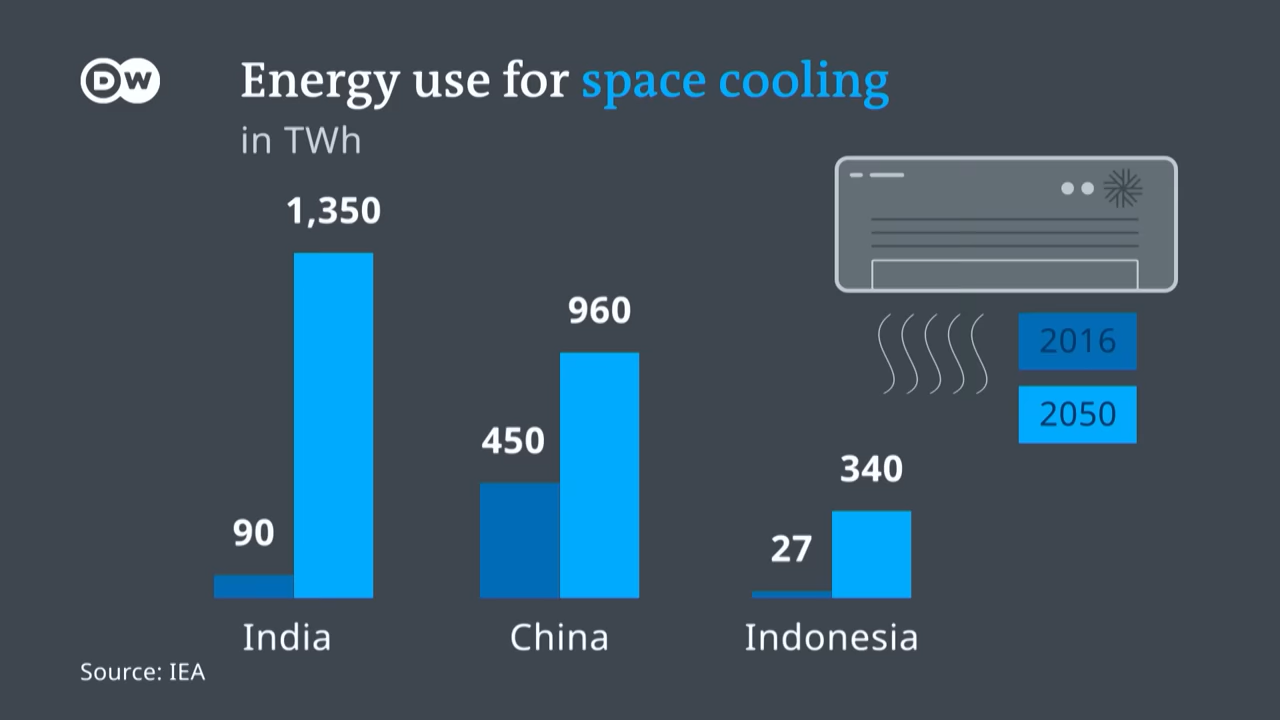 DW
Energy use for space cooling
in TWh
1,350
960
2016
2050
450
340
90
27
India
China
Indonesia
Source: IEA